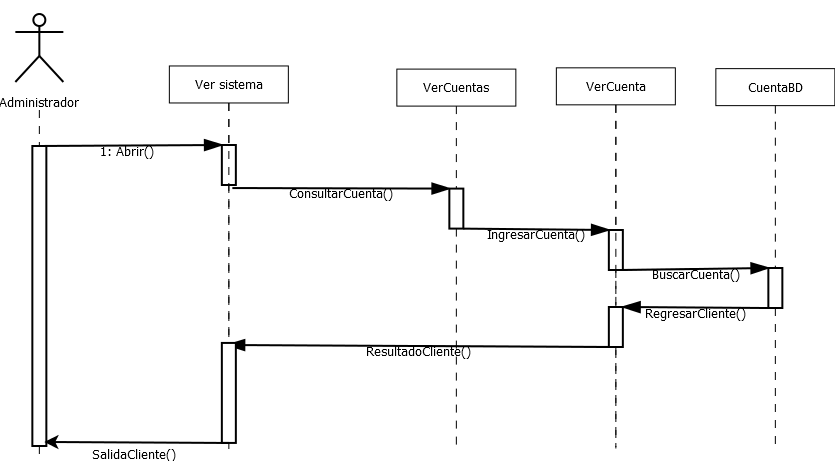 Administrador
Ver sistema
VerCuentas
VerCuenta
CuentaBD
1: Abrir()
ConsultarCuenta()
IngresarCuenta()
BuscarCuenta()
RegresarCliente()
ResultadoCliente()
SalidaCliente()